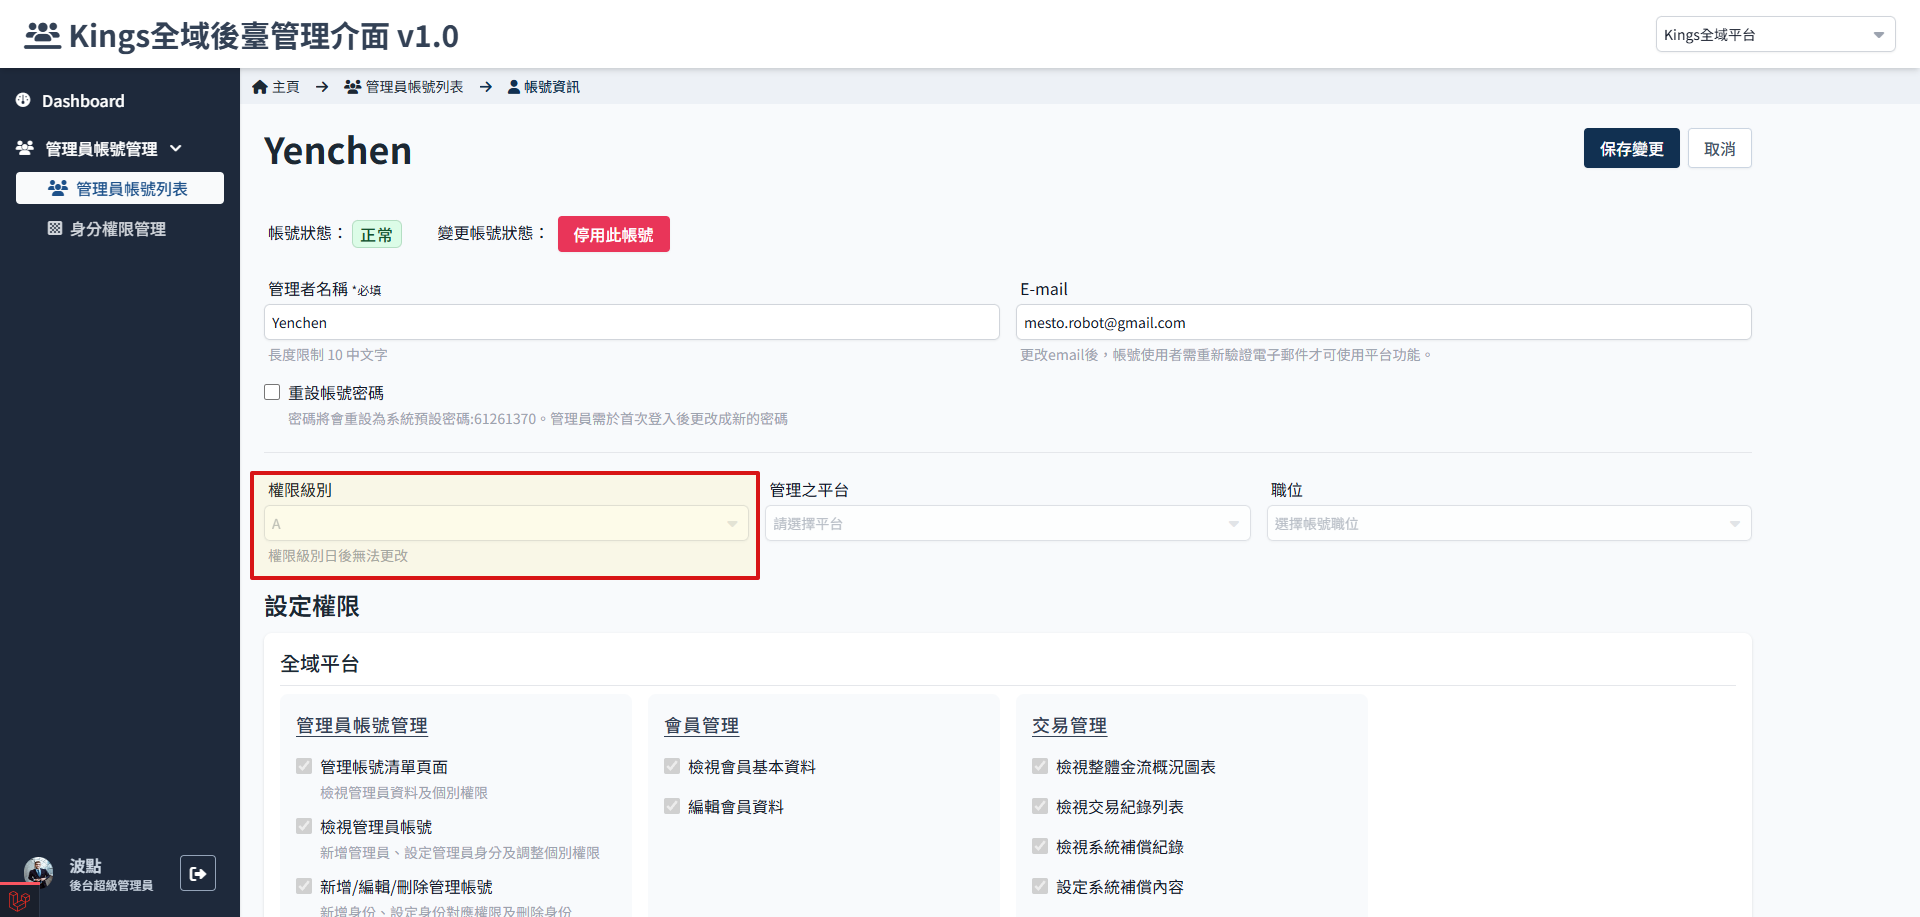 Kings全域後臺管理介面 v1.0
Kings全域平台
Dashboard
管理員帳號管理
管理員帳號列表
身分權限管理
主頁 → 管理員帳號列表 → 帳號資訊
Yenchen
保存變更
取消
帳號狀態：
正常
變更帳號狀態：
停用此帳號
管理者名稱 *必填
Yenchen
長度限制 10 中文字
E-mail
mesto.robot@gmail.com
更改email後，帳號使用者需重新驗證電子郵件才可使用平台功能。
重設帳號密碼
密碼將會重設為系統預設密碼:61261370。管理員需於首次登入後更改成新的密碼
權限級別
A
權限級別日後無法更改
管理之平台
請選擇平台
職位
選擇帳號職位
設定權限
全域平台
管理員帳號管理
管理帳號清單頁面
檢視管理員資料及個別權限
檢視管理員帳號
新增管理員、設定管理員身分及調整個別權限
新增/編輯/刪除管理帳號
新增身份、設定身份對應權限及刪除身份
會員管理
檢視會員基本資料
編輯會員資料
交易管理
檢視整體金流概況圖表
檢視交易紀錄列表
檢視系統補償紀錄
設定系統補償內容
波點
後台超級管理員